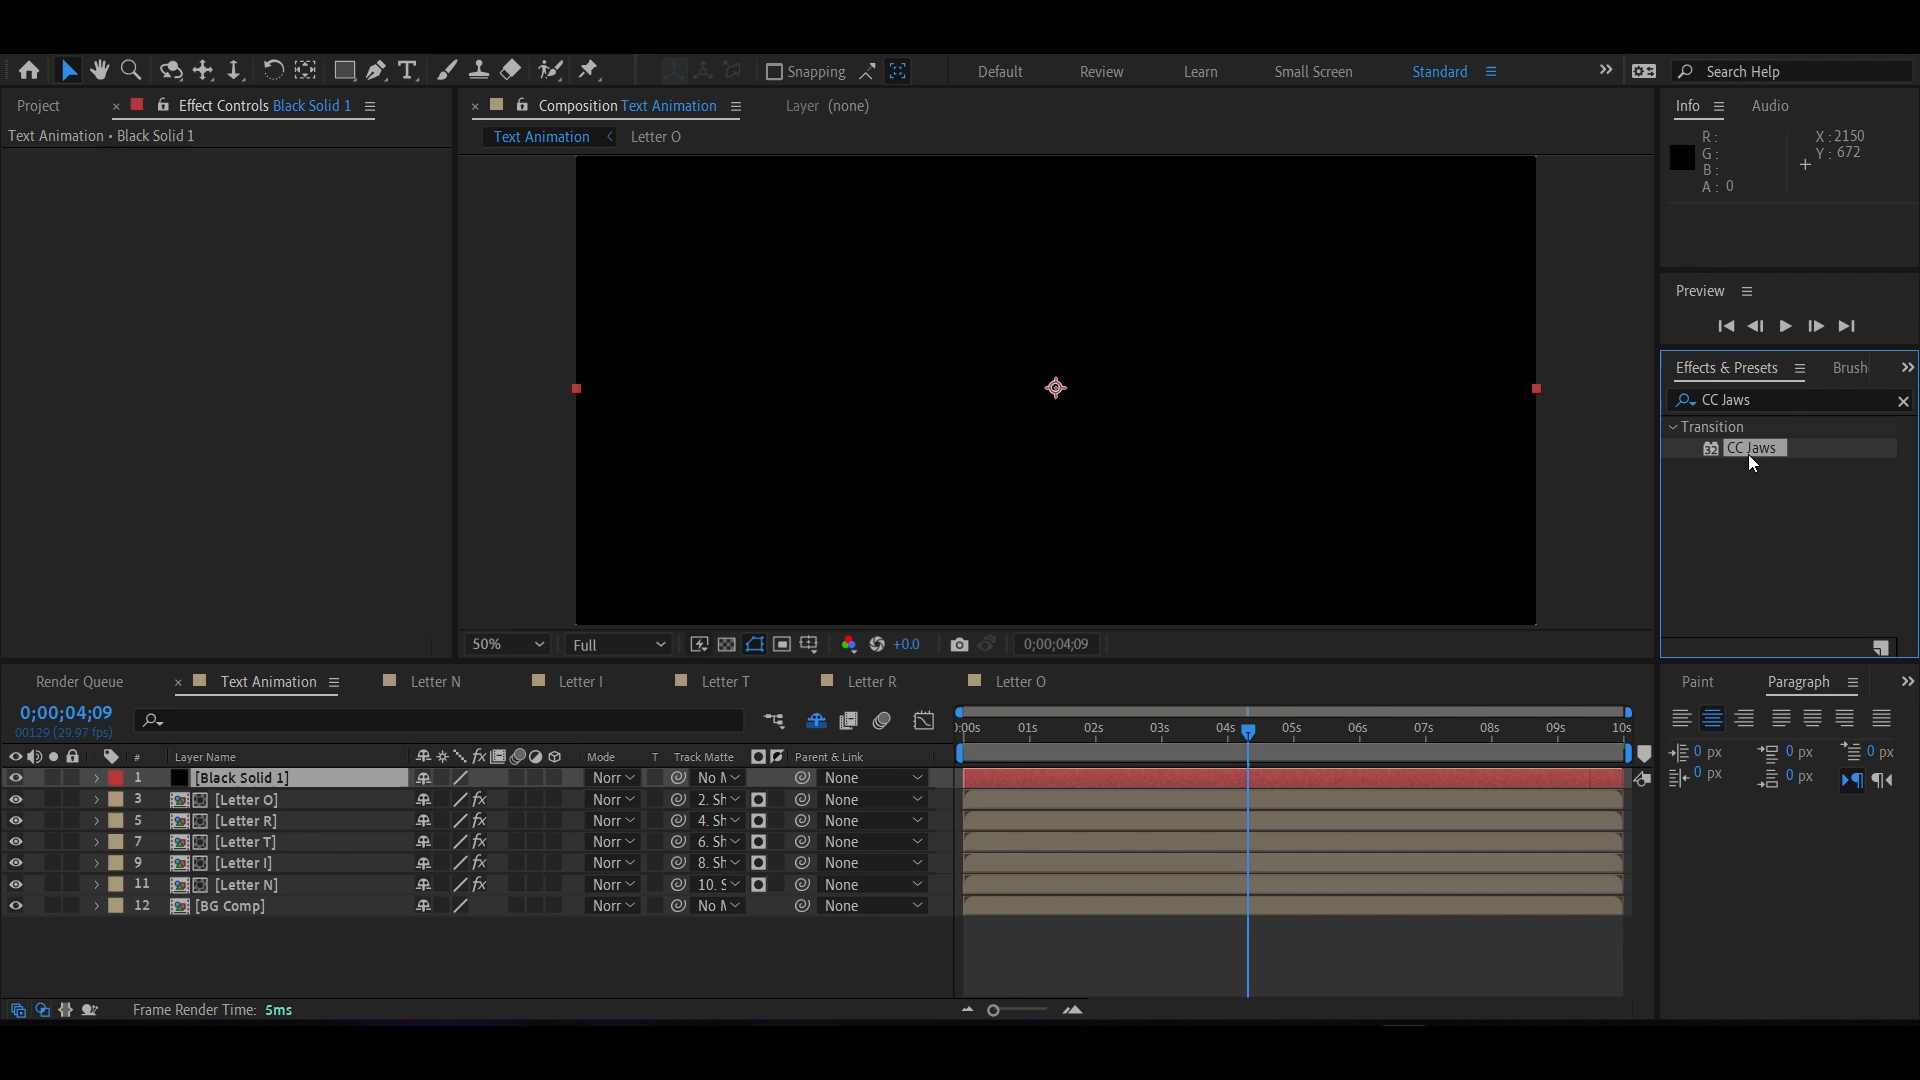 Snapping
Default
Review
Learn
Small Screen
Standard
Search Help
Project
Effect Controls Black Solid 1
Composition Text Animation
Layer (none)
Info
Audio
Text Animation • Black Solid 1
Text Animation
Letter O
R :
G :
B :
A : 0
X : 2150
Y : 672
Preview
Effects & Presets
Brush
CC Jaws
Transition
32
CC Jaws
50%
Full
+0.0
0;00;04;09
Render Queue
Text Animation
Letter N
Letter I
Letter T
Letter R
Letter O
Paint
Paragraph
0;00;04;09
00129 (29.97 fps)
):00s
01s
02s
03s
04s
05s
06s
07s
08s
09s
10s
# Layer Name
fx
Mode
T Track Matte
Parent & Link
0 px
0 px
0 px
0 px
0 px
1 [Black Solid 1] Norr No M None
3 [Letter O] fx Norr 2. Sh None
5 [Letter R] fx Norr 4. Sh None
7 [Letter T] fx Norr 6. Sh None
9 [Letter I] fx Norr 8. Sh None
11 [Letter N] fx Norr 10. S None
12 [BG Comp] Norr No M None
Frame Render Time: 5ms